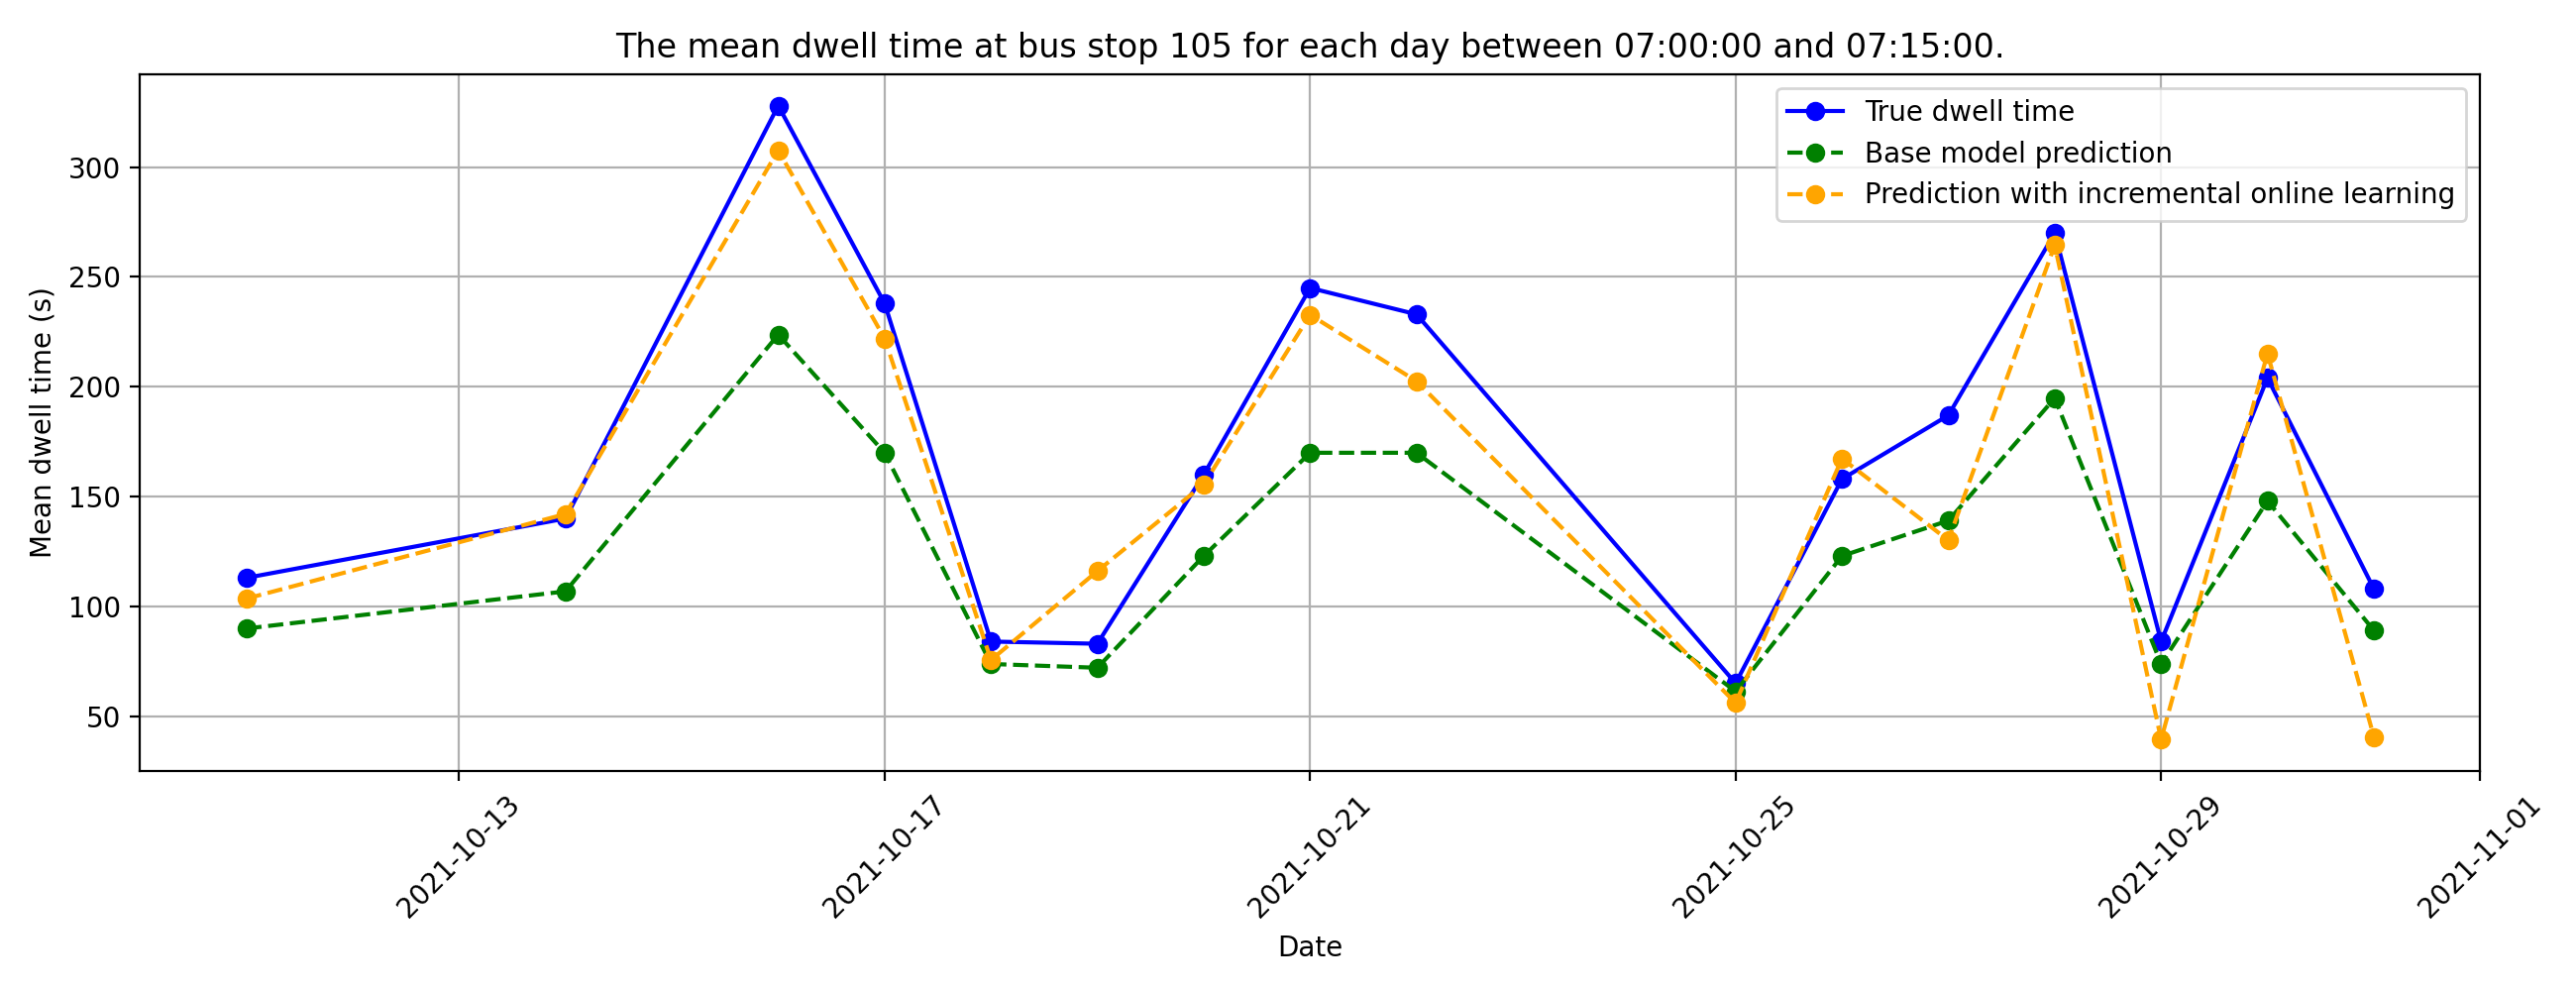 The mean dwell time at bus stop 105 for each day between 07:00:00 and 07:15:00.
True dwell time
Base model prediction
Prediction with incremental online learning
Mean dwell time (s)
300
250
200
150
100
50
2021-10-13
2021-10-17
2021-10-21
2021-10-25
2021-10-29
2021-11-01
Date